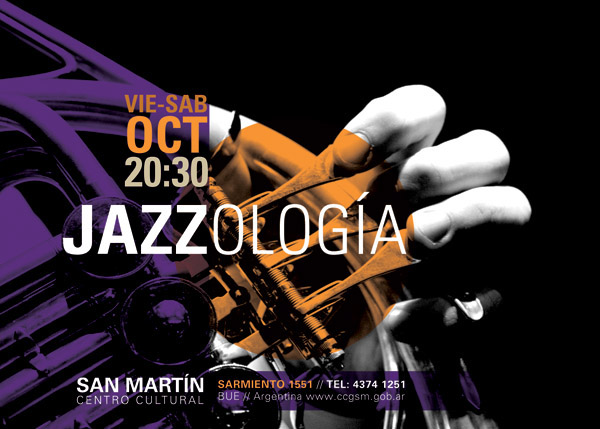 VIE-SAB
OCT
20:30
JAZZOLOGÍA
SAN MARTÍN
CENTRO CULTURAL
SARMIENTO 1551 // TEL: 4374 1251
BUE // Argentina www.ccgsm.gob.ar